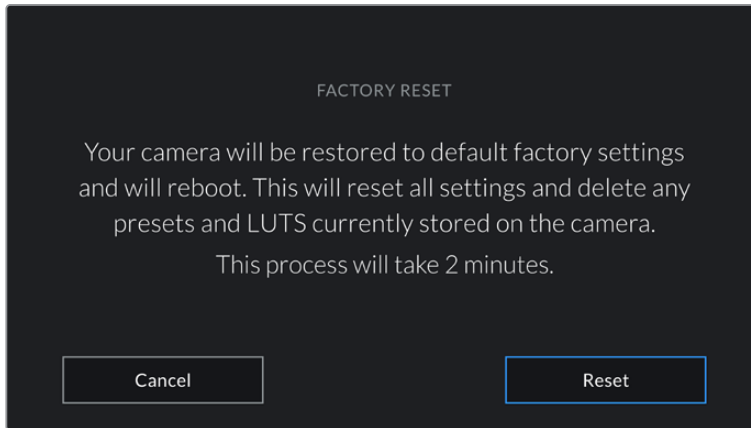 FACTORY RESET
Your camera will be restored to default factory settings
and will reboot. This will reset all settings and delete any
presets and LUTS currently stored on the camera.
This process will take 2 minutes.
Cancel
Reset